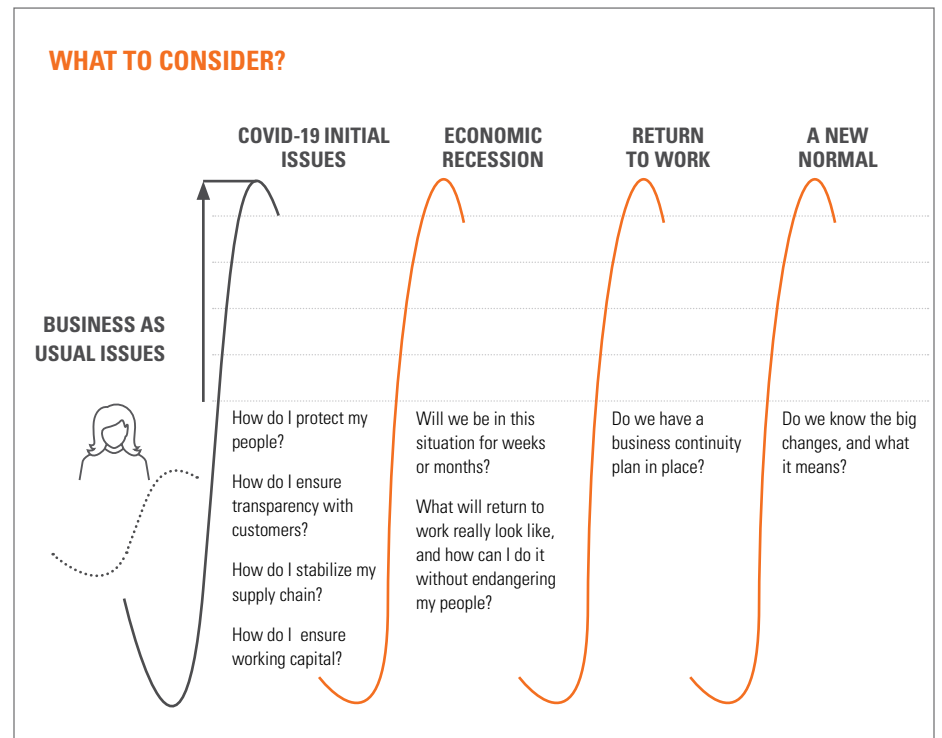 WHAT TO CONSIDER?
COVID-19 INITIAL
ISSUES
ECONOMIC
RECESSION
RETURN
TO WORK
A NEW
NORMAL
BUSINESS AS
USUAL ISSUES
How do I protect my
people?
How do I ensure
transparency with
customers?
How do I stabilize my
supply chain?
How do I ensure
working capital?
Will we be in this
situation for weeks
or months?
What will return to
work really look like,
and how can I do it
without endangering
my people?
Do we have a
business continuity
plan in place?
Do we know the big
changes, and what
it means?